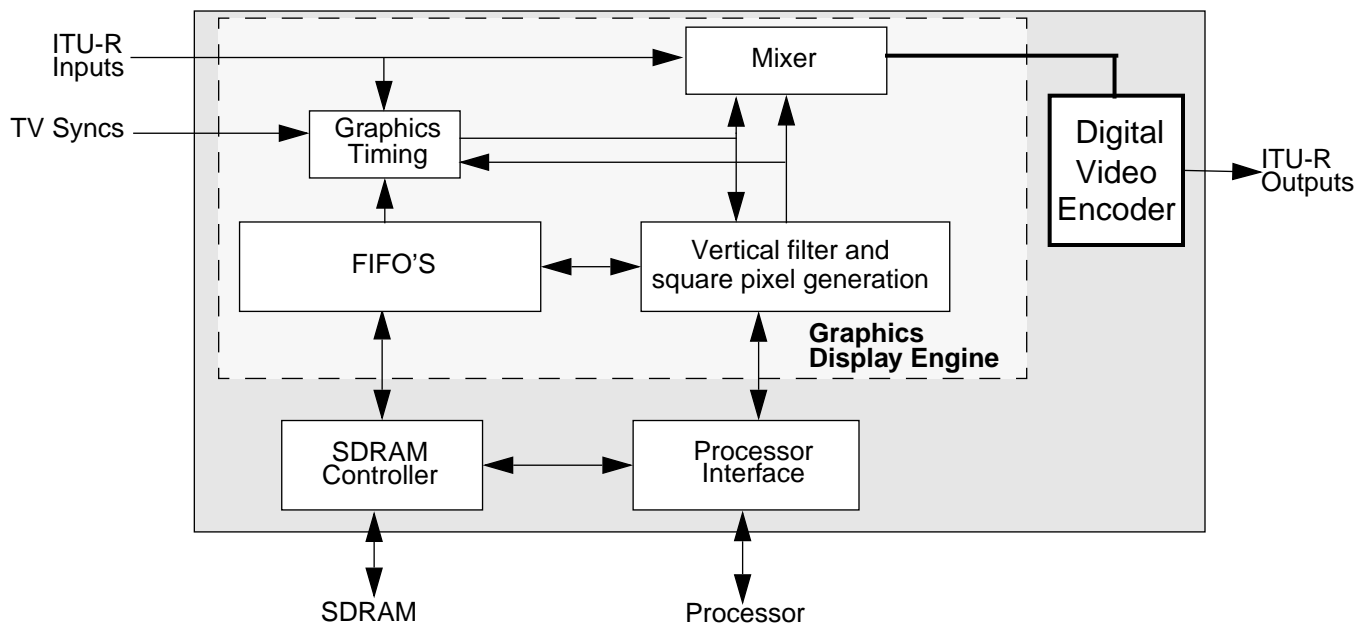 ITU-R
Inputs
Mixer
TV Syncs
Graphics
Timing
Digital
Video
Encoder
ITU-R
Outputs
FIFO'S
Vertical filter and
square pixel generation
Graphics
Display Engine
SDRAM
Controller
Processor
Interface
SDRAM
Processor